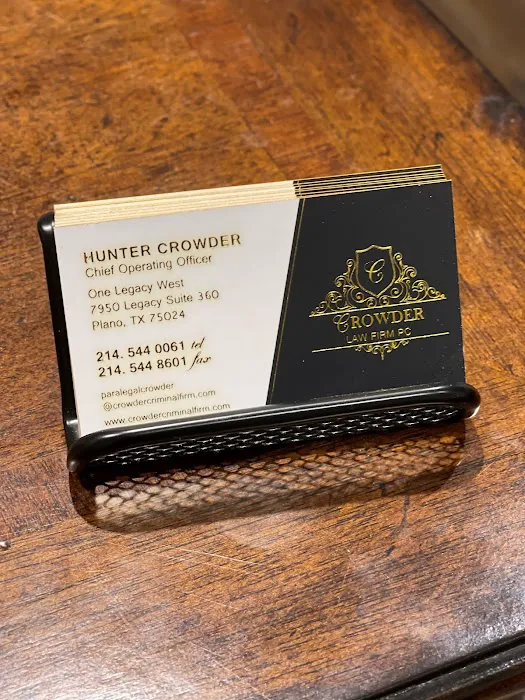 HUNTER CROWDER
Chief Operating Officer
One Legacy West
7950 Legacy Suite 360
Plano, TX 75024
214. 544 0061 tel
214. 544 8601 fax
paralegalcrowder
@crowdercriminalfirm.com
www.crowdercriminalfirm.com
C
CROWDER
LAW FIRM PC